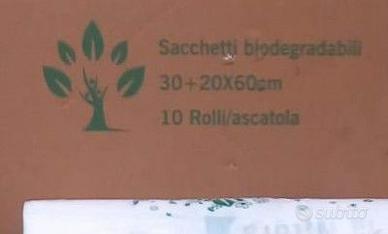 Sacchetti biodegradabili
30+20X60cm
10 Rolli/ascatola
subito